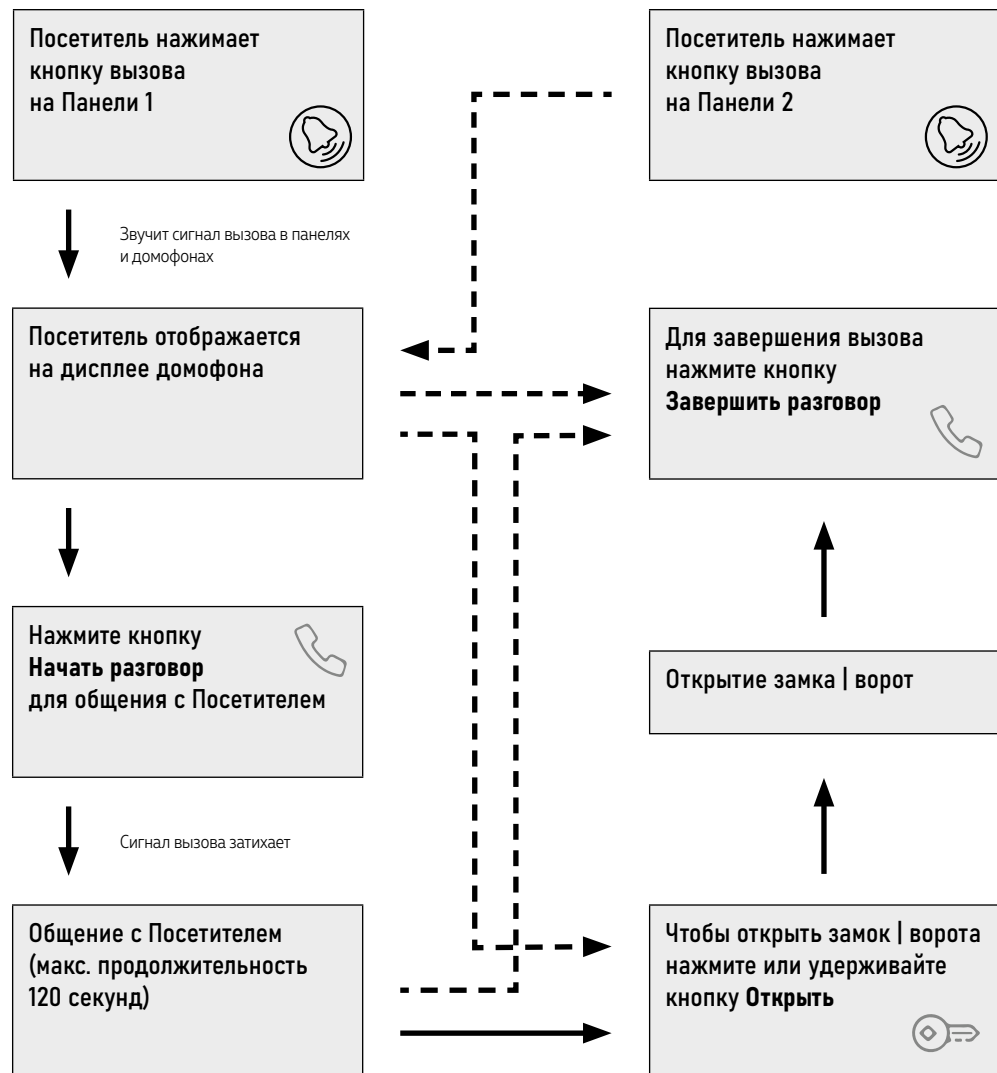 Посетитель нажимает
кнопку вызова
на Панели 1
Посетитель нажимает
кнопку вызова
на Панели 2
Звучит сигнал вызова в панелях
и домофонах
Посетитель отображается
на дисплее домофона
Для завершения вызова
нажмите кнопку
Завершить разговор
Нажмите кнопку
Начать разговор
для общения с Посетителем
Открытие замка | ворот
Сигнал вызова затихает
Общение с Посетителем
(макс. продолжительность
120 секунд)
Чтобы открыть замок | ворота
нажмите или удерживайте
кнопку Открыть